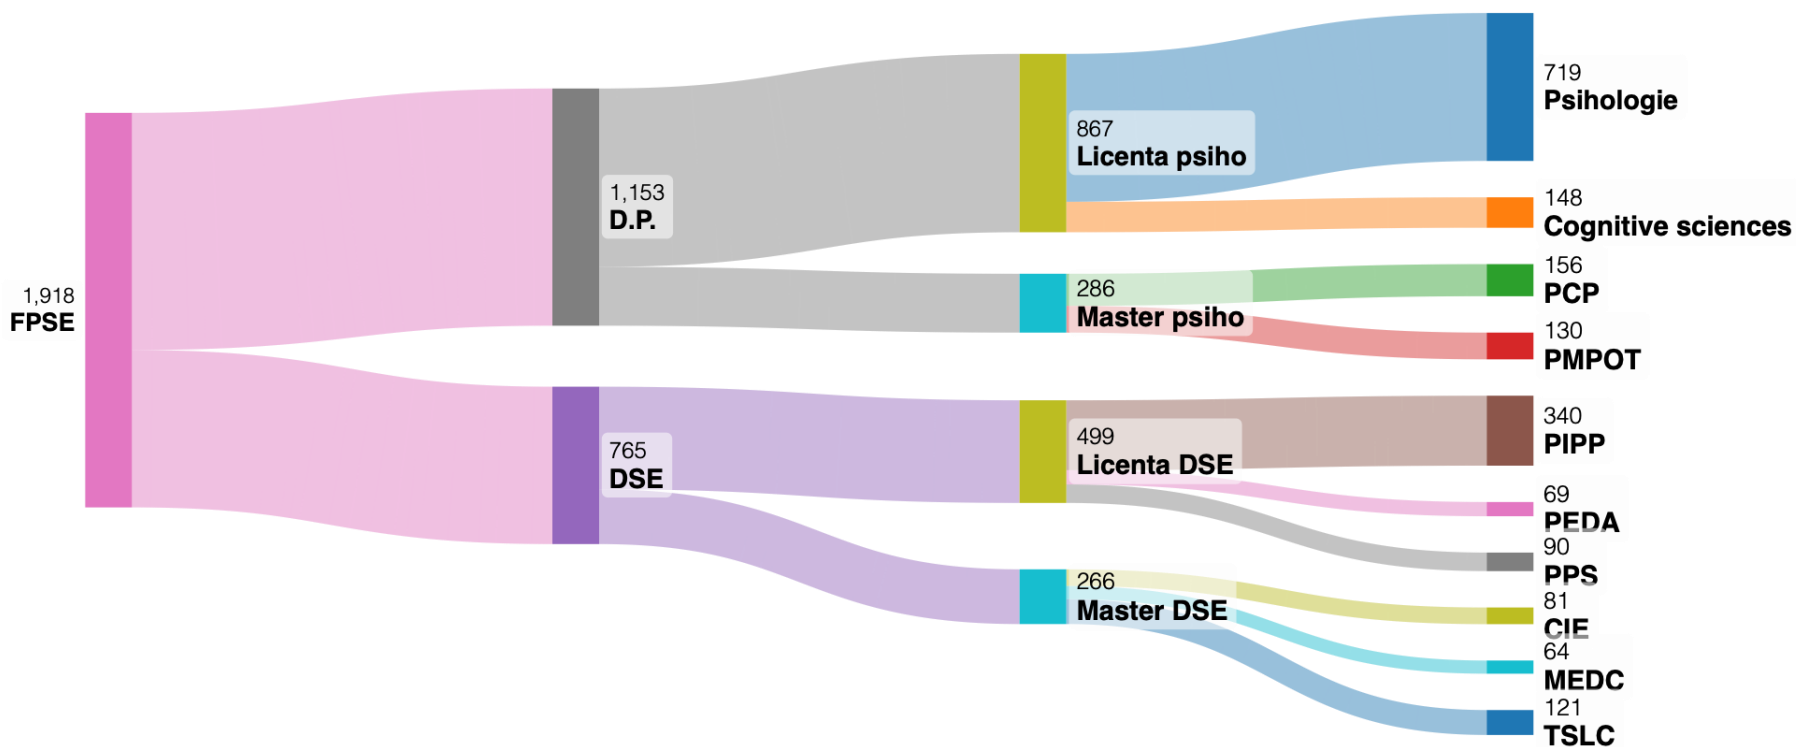 1,918
FPSE
1,153
D.P.
765
DSE
867
Licenta psiho
286
Master psiho
499
Licenta DSE
266
Master DSE
719
Psihologie
148
Cognitive sciences
156
PCP
130
PMPOT
340
PIPP
69
PEDA
90
PPS
81
CIE
64
MEDC
121
TSLC